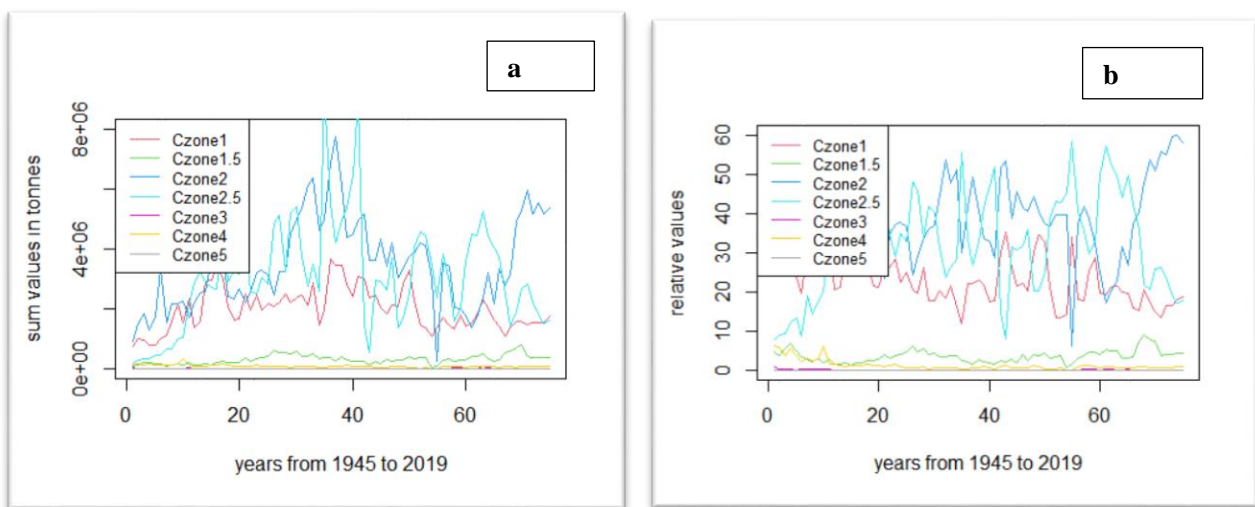 a
sum values in tonnes
8e+06
4e+06
0e+00
Czone1
Czone1.5
Czone2
Czone2.5
Czone3
Czone4
Czone5
0 20 40 60
years from 1945 to 2019
b
relative values
60
50
40
30
20
10
0
Czone1
Czone1.5
Czone2
Czone2.5
Czone3
Czone4
Czone5
0 20 40 60
years from 1945 to 2019